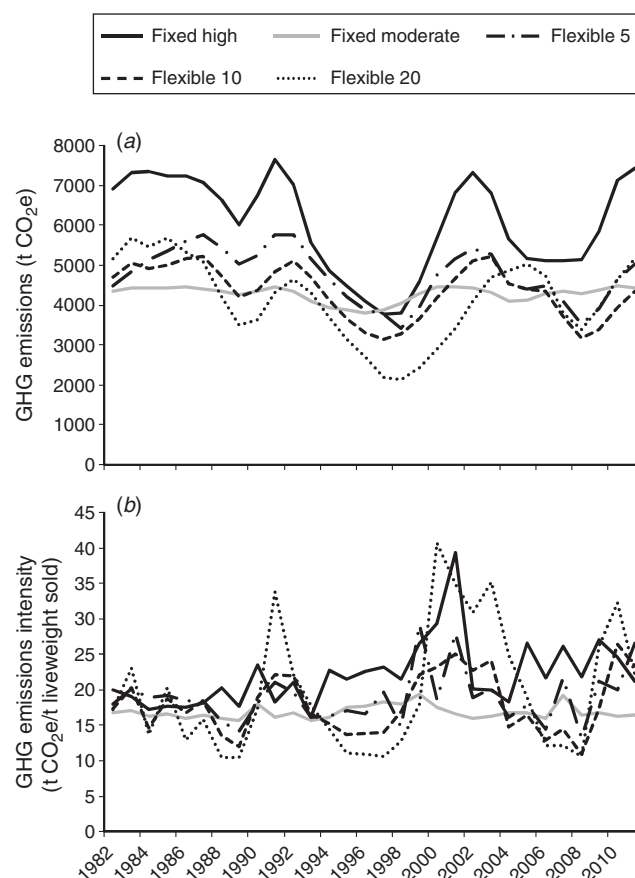 Fixed high Fixed moderate Flexible 5
Flexible 10 Flexible 20
(a)
GHG emissions (t CO₂e)
8000
7000
6000
5000
4000
3000
2000
1000
0
(b)
GHG emissions intensity
(t CO₂e/t liveweight sold)
45
40
35
30
25
20
15
10
5
0
1982 1984 1986 1988 1990 1992 1994 1996 1998 2000 2002 2004 2006 2008 2010